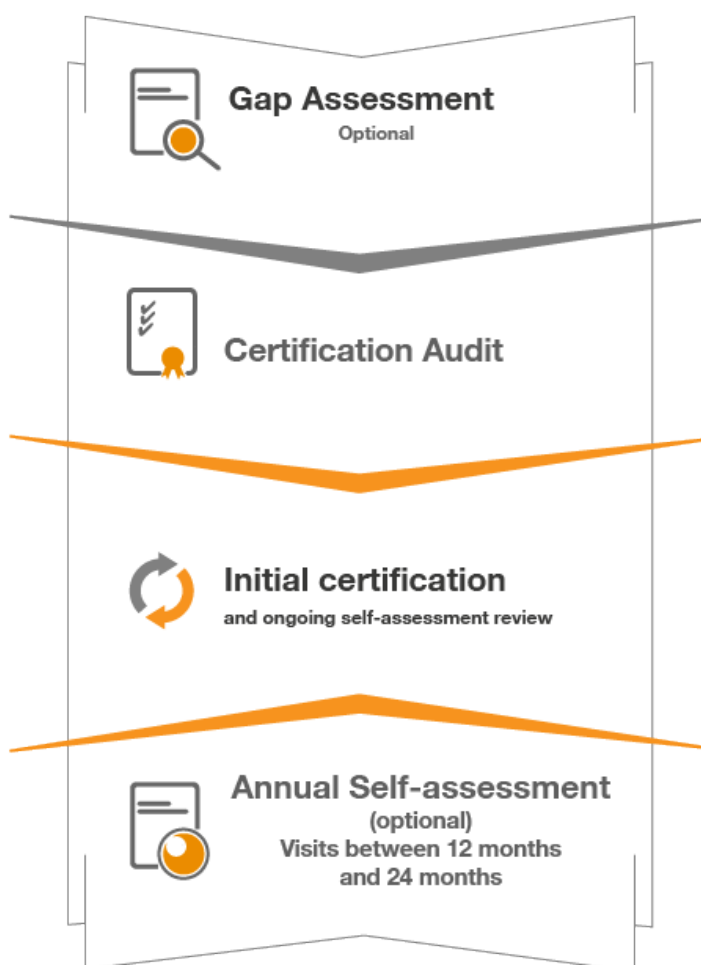 Gap Assessment
Optional
Certification Audit
Initial certification
and ongoing self-assessment review
Annual Self-assessment
(optional)
Visits between 12 months
and 24 months